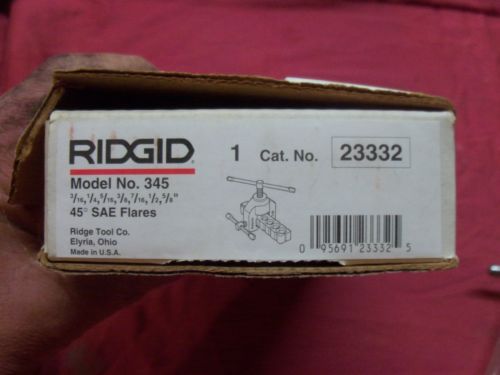 RIDGID
1 Cat. No. 23332
Model No. 345
3/16, 1/4, 5/16, 3/8, 7/16, 1/2, 5/8"
45° SAE Flares
Ridge Tool Co.
Elyria, Ohio
Made in U.S.A.
0 95691 23332 5